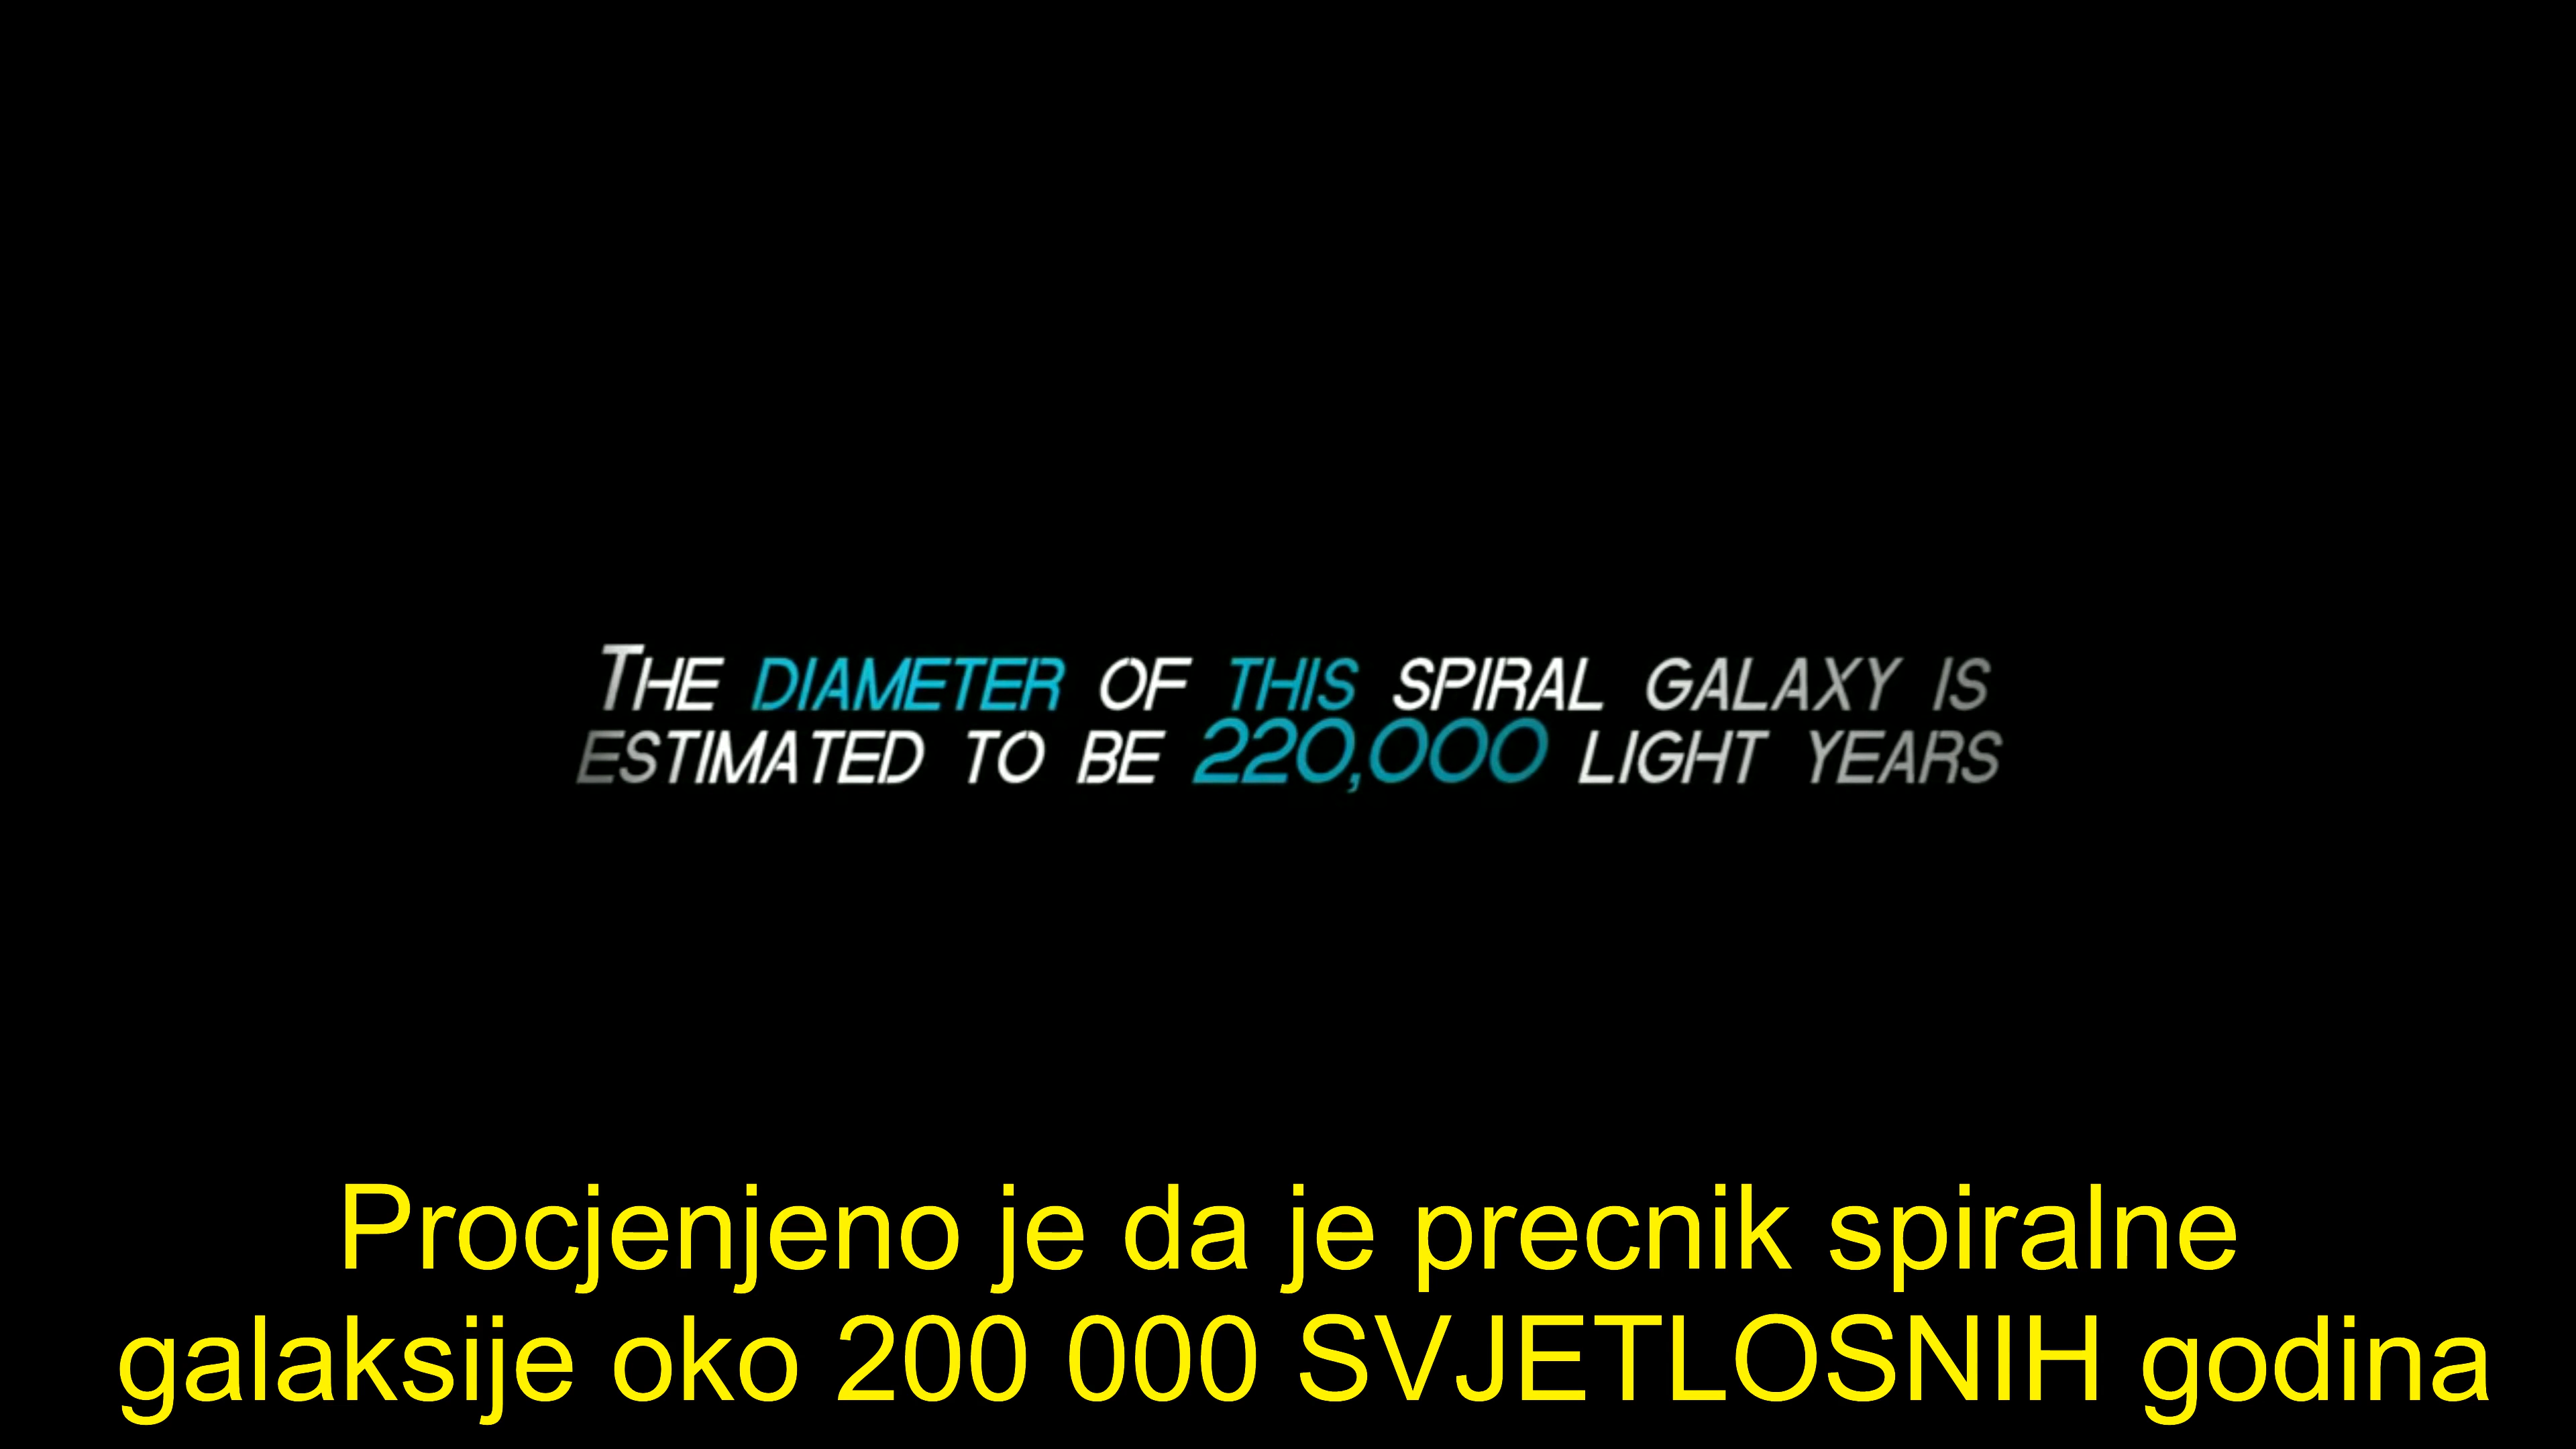 THE DIAMETER OF THIS SPIRAL GALAXY IS
ESTIMATED TO BE 220,000 LIGHT YEARS
Procjenjeno je da je precnik spiralne
galaksije oko 200 000 SVJETLOSNIH godina